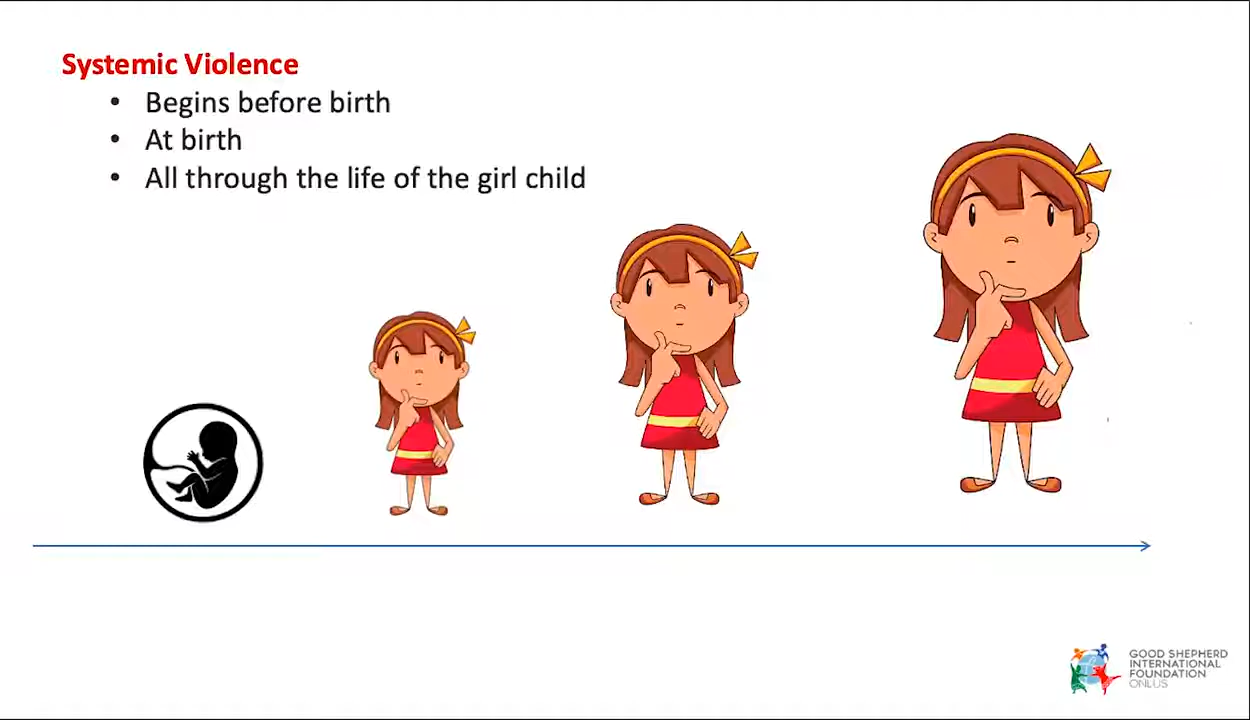 Systemic Violence
• Begins before birth
• At birth
• All through the life of the girl child
GOOD SHEPHERD
INTERNATIONAL
FOUNDATION
ONLUS